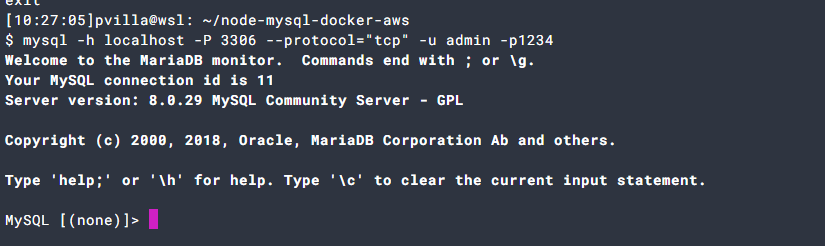 exit
[10:27:05]pvilla@wsl: ~/node-mysql-docker-aws
$ mysql -h localhost -P 3306 --protocol="tcp" -u admin -p1234
Welcome to the MariaDB monitor.  Commands end with ; or \g.
Your MySQL connection id is 11
Server version: 8.0.29 MySQL Community Server - GPL

Copyright (c) 2000, 2018, Oracle, MariaDB Corporation Ab and others.

Type 'help;' or '\h' for help. Type '\c' to clear the current input statement.

MySQL [(none)]>